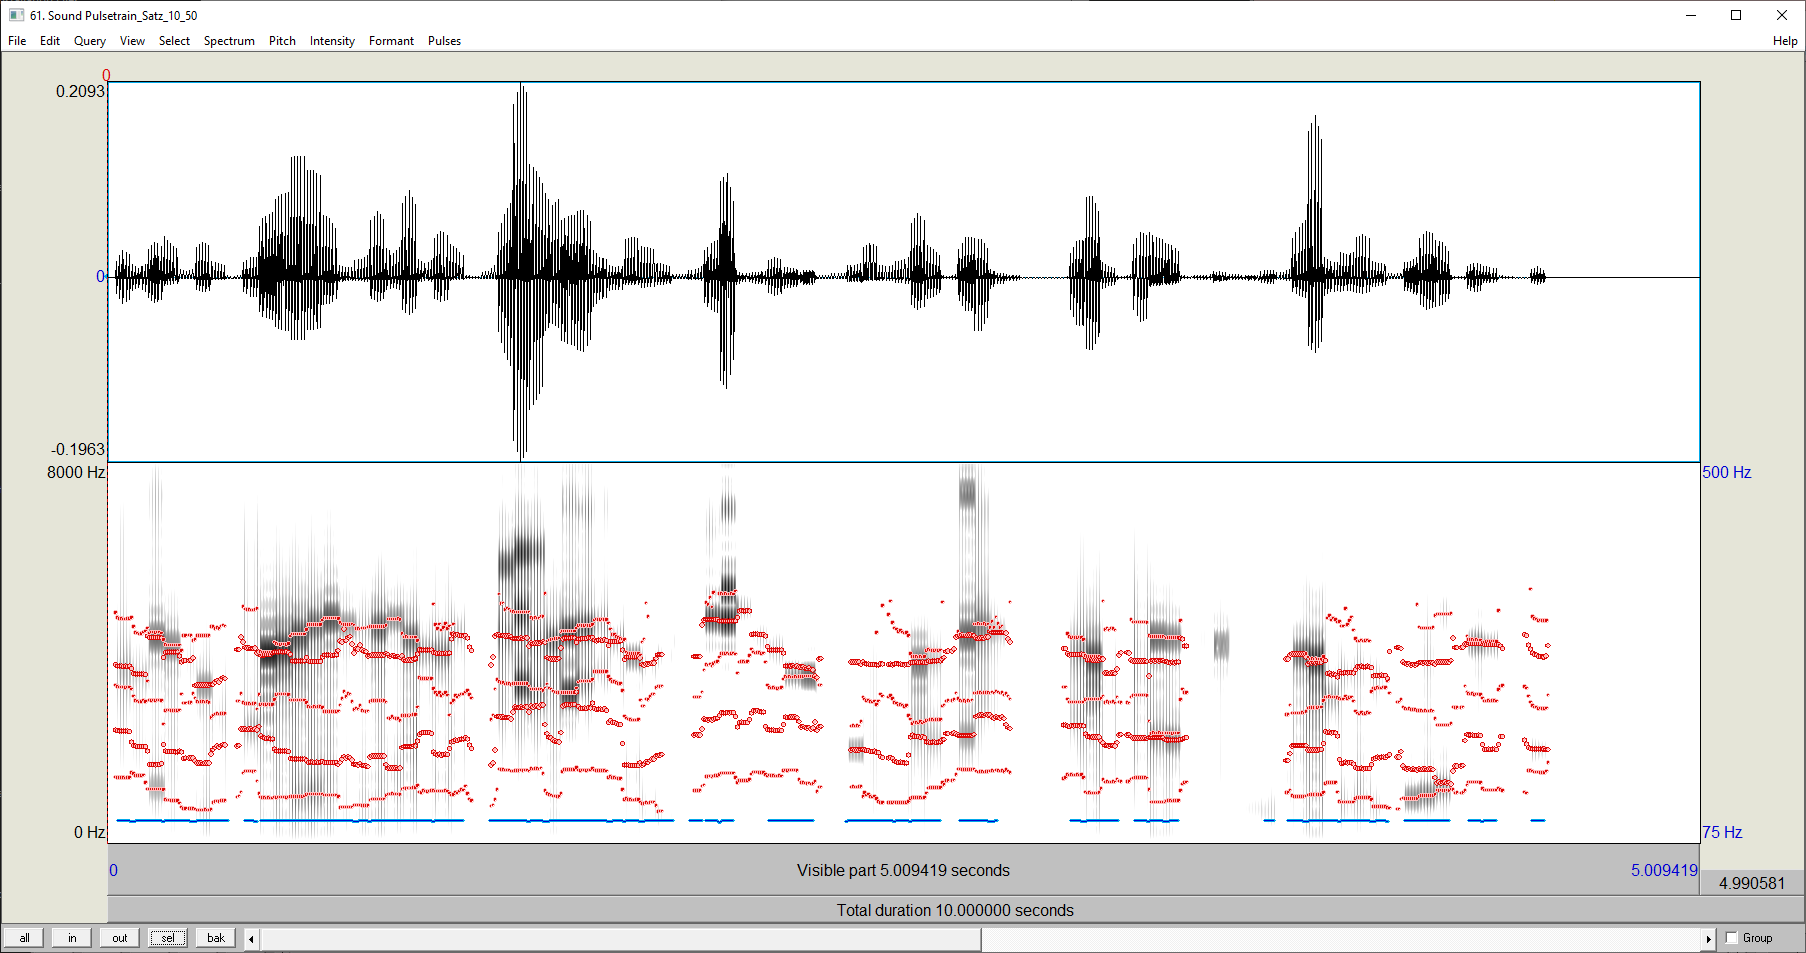 61. Sound Pulsetrain_Satz_10_50
File Edit Query View Select Spectrum Pitch Intensity Formant Pulses Help
0
0.2093
0
-0.1963
8000 Hz 500 Hz
0 Hz 75 Hz
0 Visible part 5.009419 seconds 5.009419 4.990581
Total duration 10.000000 seconds
all in out sel bak Group